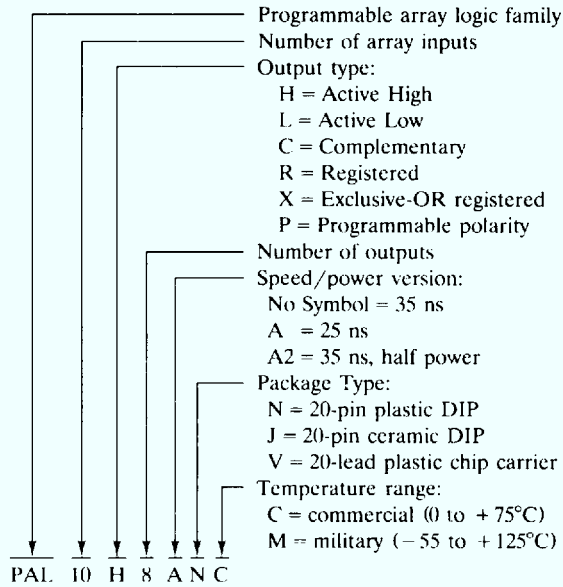 Programmable array logic family
Number of array inputs
Output type:
H = Active High
L = Active Low
C = Complementary
R = Registered
X = Exclusive-OR registered
P = Programmable polarity
Number of outputs
Speed/power version:
No Symbol = 35 ns
A = 25 ns
A2 = 35 ns, half power
Package Type:
N = 20-pin plastic DIP
J = 20-pin ceramic DIP
V = 20-lead plastic chip carrier
Temperature range:
C = commercial (0 to +75°C)
M = military (−55 to +125°C)
PAL 10 H 8 A N C